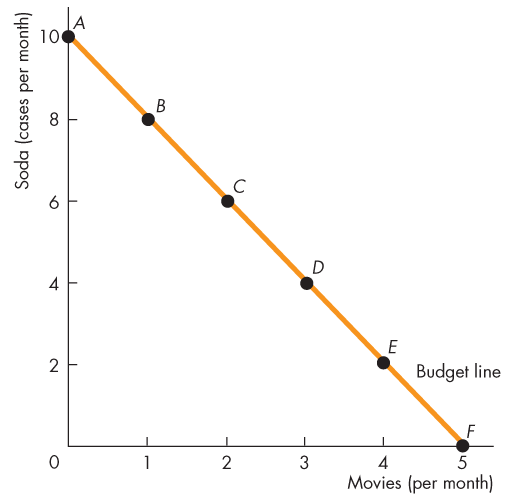 Soda (cases per month)
10
8
6
4
2
0
A
B
C
D
E
F
Budget line
1
2
3
4
5
Movies (per month)